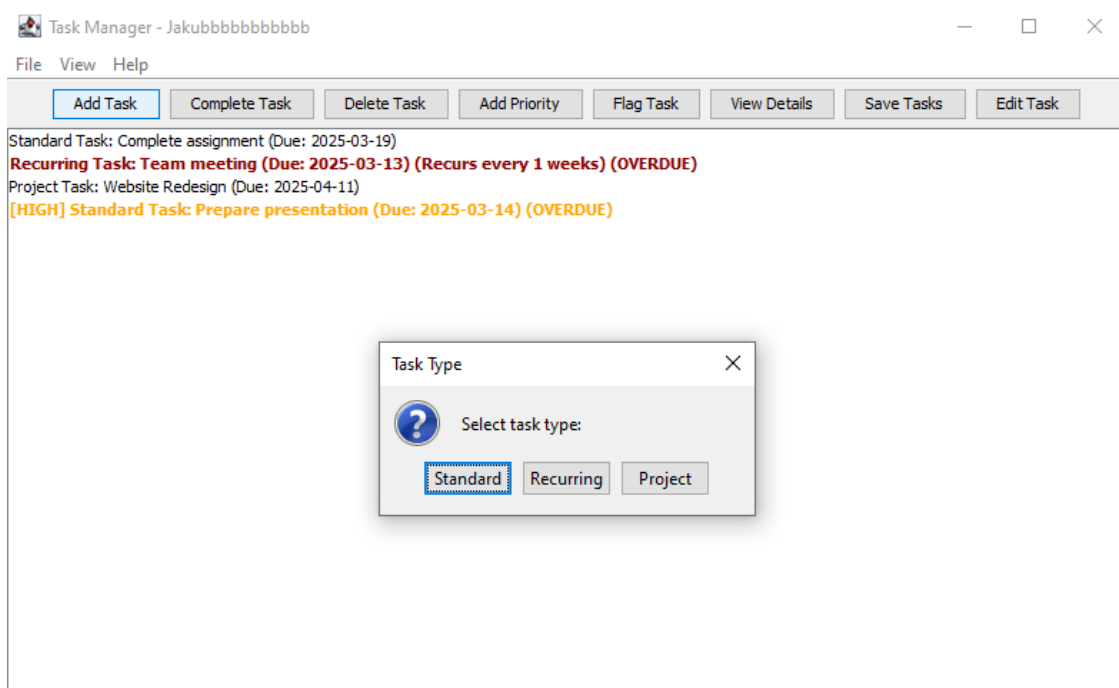 Task Manager - Jakubbbbbbbbbbbb
File View Help
Add Task Complete Task Delete Task Add Priority Flag Task View Details Save Tasks Edit Task
Standard Task: Complete assignment (Due: 2025-03-19)
Recurring Task: Team meeting (Due: 2025-03-13) (Recurs every 1 weeks) (OVERDUE)
Project Task: Website Redesign (Due: 2025-04-11)
[HIGH] Standard Task: Prepare presentation (Due: 2025-03-14) (OVERDUE)
Task Type
Select task type:
Standard Recurring Project